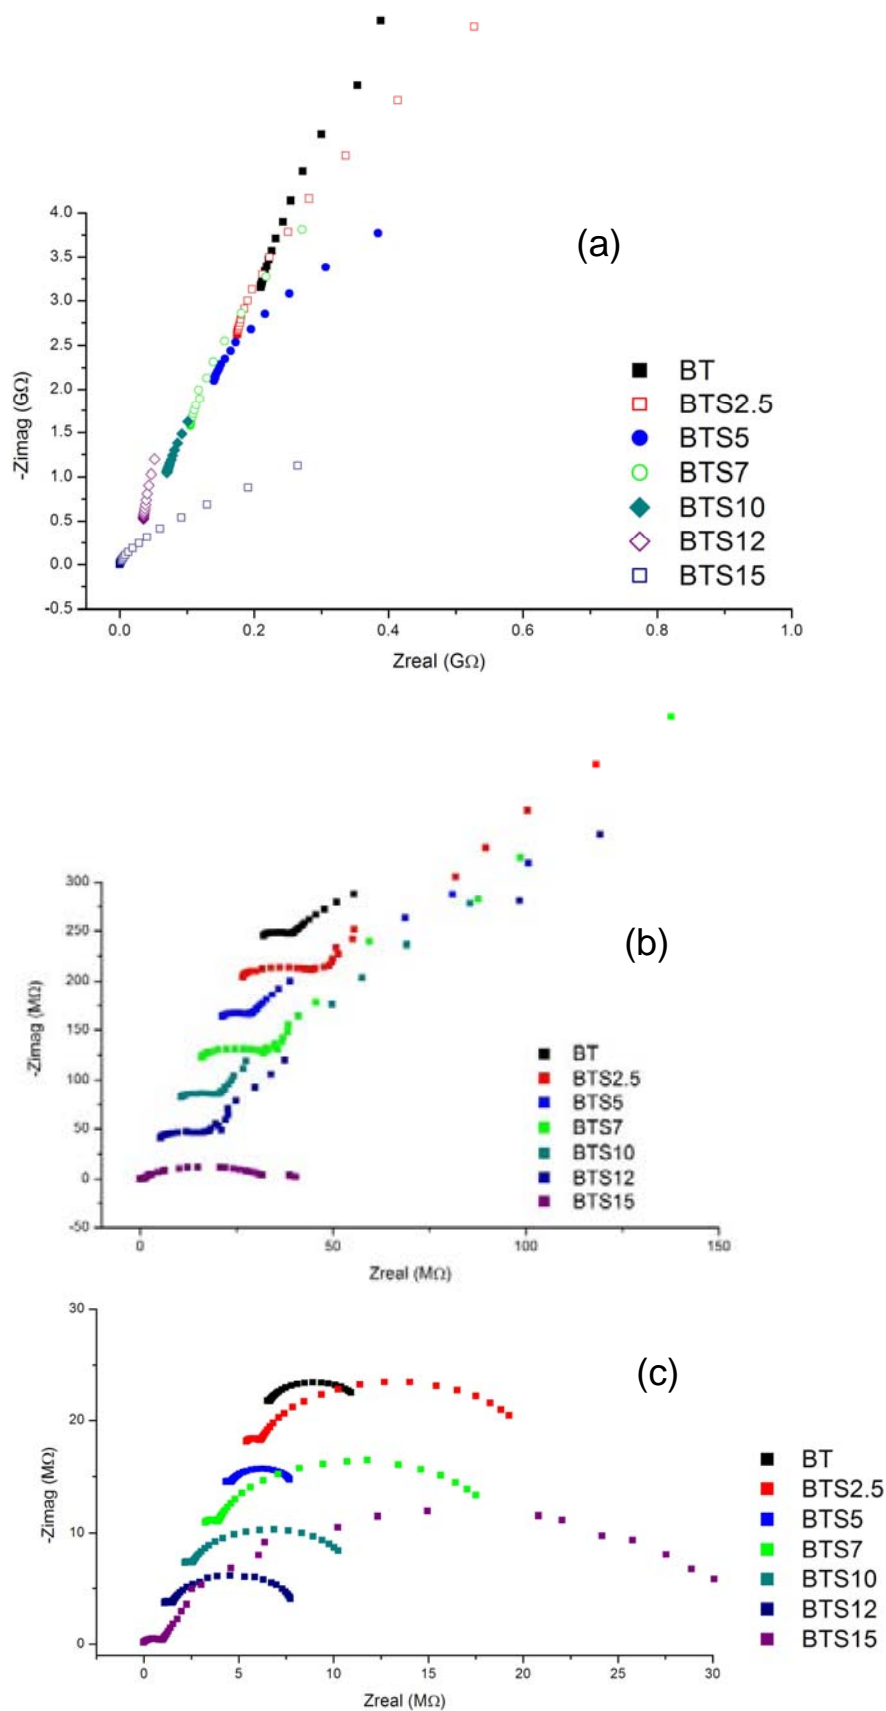 (a)
4.0
3.5
3.0
2.5
2.0
1.5
1.0
0.5
0.0
-0.5
-Zimag (GΩ)
BT
BTS2.5
BTS5
BTS7
BTS10
BTS12
BTS15
0.0 0.2 0.4 0.6 0.8 1.0
Zreal (GΩ)
(b)
300
250
200
150
100
50
0
-50
-Zimag (MΩ)
BT
BTS2.5
BTS5
BTS7
BTS10
BTS12
BTS15
0 50 100 150
Zreal (MΩ)
(c)
30
20
10
0
-Zimag (MΩ)
BT
BTS2.5
BTS5
BTS7
BTS10
BTS12
BTS15
0 5 10 15 20 25 30
Zreal (MΩ)